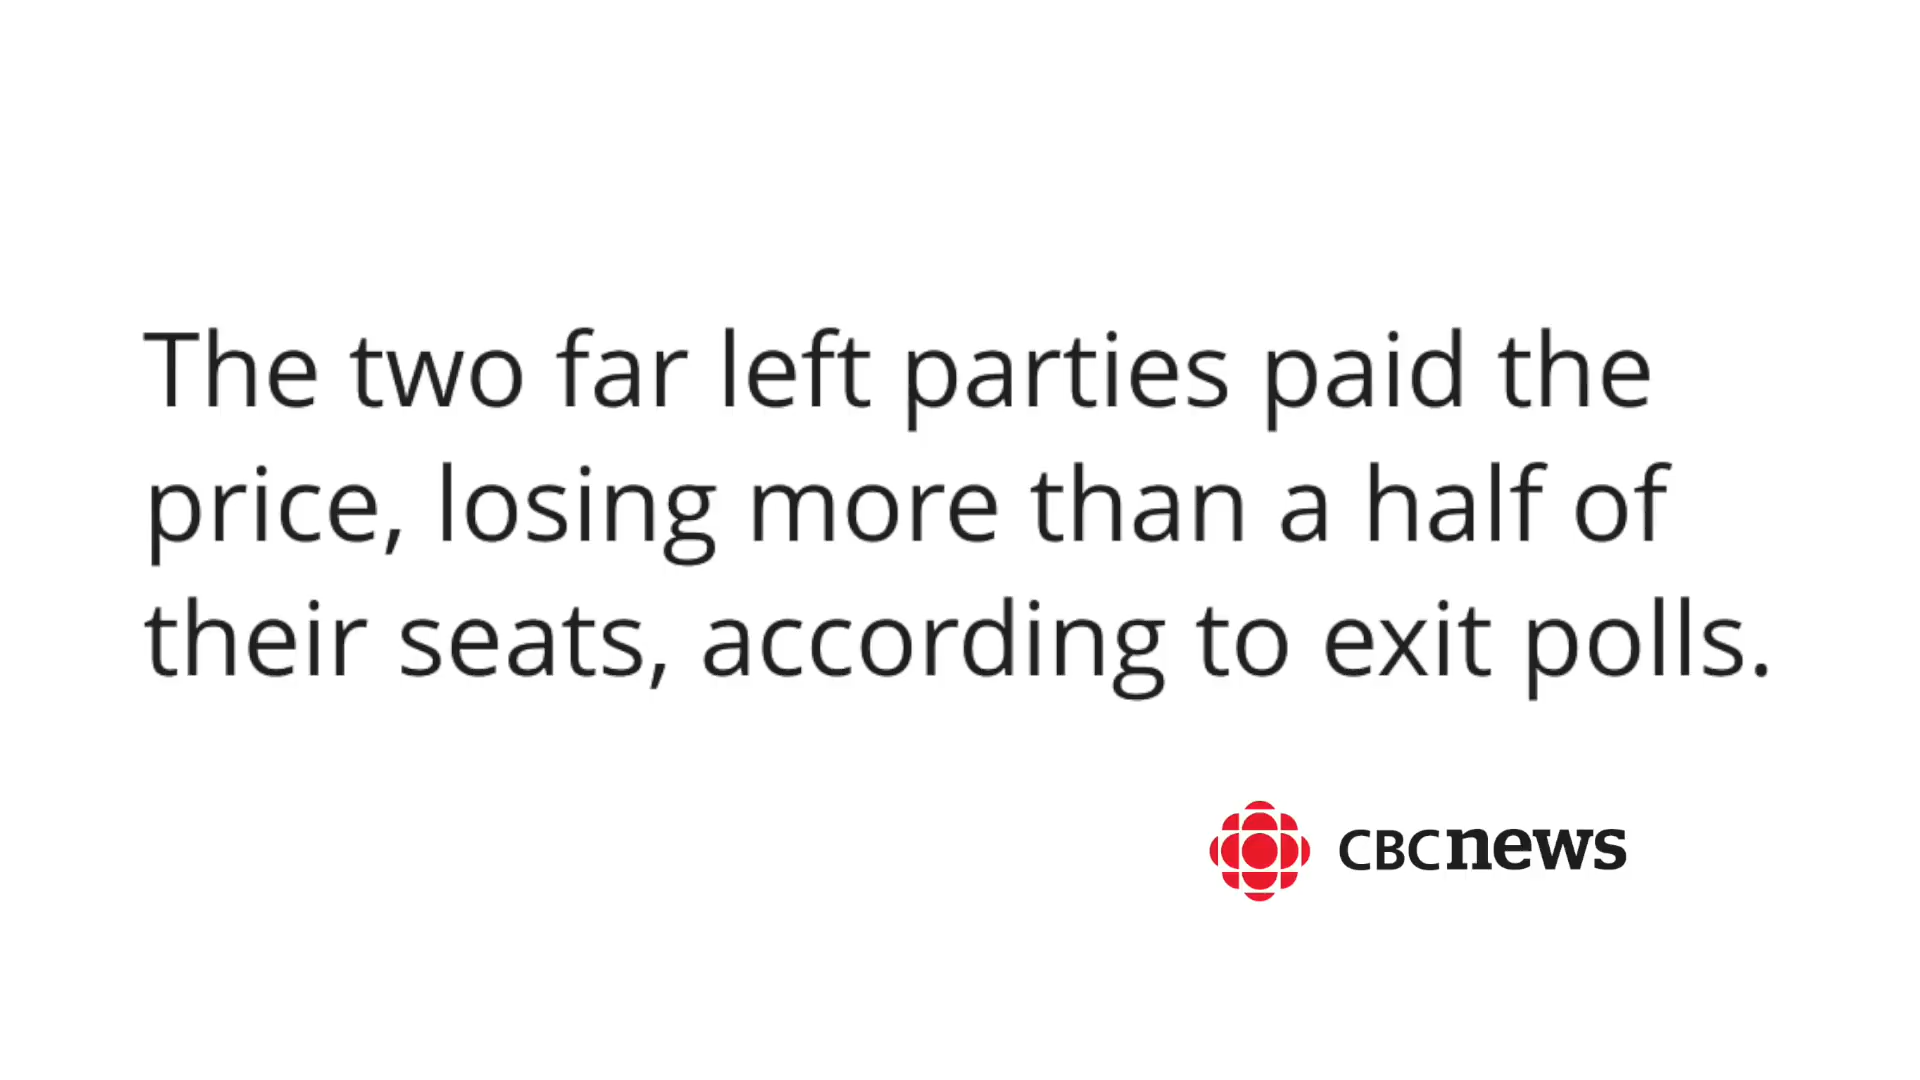 The two far left parties paid the
price, losing more than a half of
their seats, according to exit polls.
CBCnews